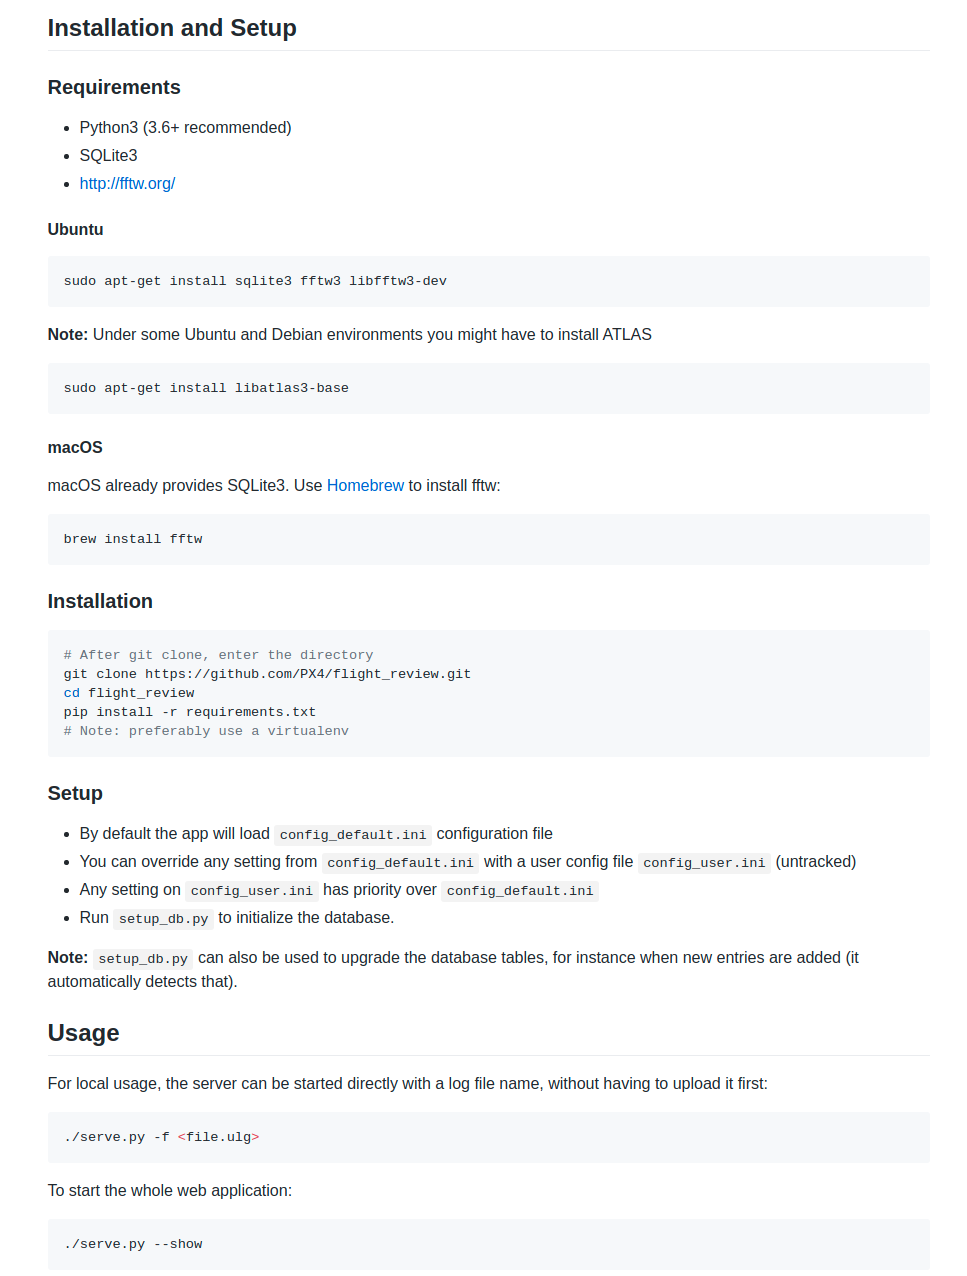 Installation and Setup
Requirements
Python3 (3.6+ recommended)
SQLite3
http://fftw.org/
Ubuntu
sudo apt-get install sqlite3 fftw3 libfftw3-dev
Note: Under some Ubuntu and Debian environments you might have to install ATLAS
sudo apt-get install libatlas3-base
macOS
macOS already provides SQLite3. Use Homebrew to install fftw:
brew install fftw
Installation
# After git clone, enter the directory
git clone https://github.com/PX4/flight_review.git
cd flight_review
pip install -r requirements.txt
# Note: preferably use a virtualenv
Setup
By default the app will load config_default.ini configuration file
You can override any setting from config_default.ini with a user config file config_user.ini (untracked)
Any setting on config_user.ini has priority over config_default.ini
Run setup_db.py to initialize the database.
Note: setup_db.py can also be used to upgrade the database tables, for instance when new entries are added (it
automatically detects that).
Usage
For local usage, the server can be started directly with a log file name, without having to upload it first:
./serve.py -f <file.ulg>
To start the whole web application:
./serve.py --show